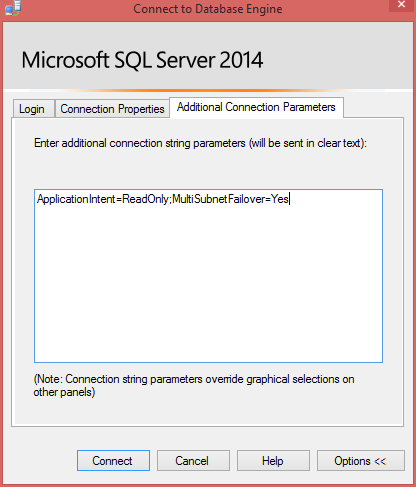 Connect to Database Engine
Microsoft SQL Server 2014
Login Connection Properties Additional Connection Parameters
Enter additional connection string parameters (will be sent in clear text):
ApplicationIntent=ReadOnly;MultiSubnetFailover=Yes
(Note: Connection string parameters override graphical selections on
other panels)
Connect Cancel Help Options <<